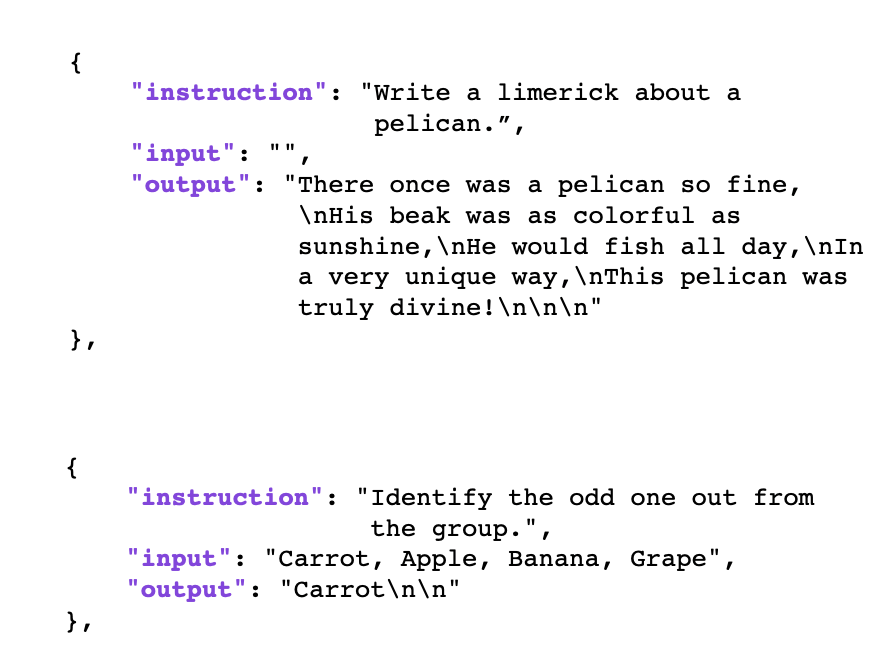 {
"instruction": "Write a limerick about a
pelican.”,
"input": "",
"output": "There once was a pelican so fine,
\nHis beak was as colorful as
sunshine,\nHe would fish all day,\nIn
a very unique way,\nThis pelican was
truly divine!\n\n\n"
},
{
"instruction": "Identify the odd one out from
the group.",
"input": "Carrot, Apple, Banana, Grape",
"output": "Carrot\n\n"
},